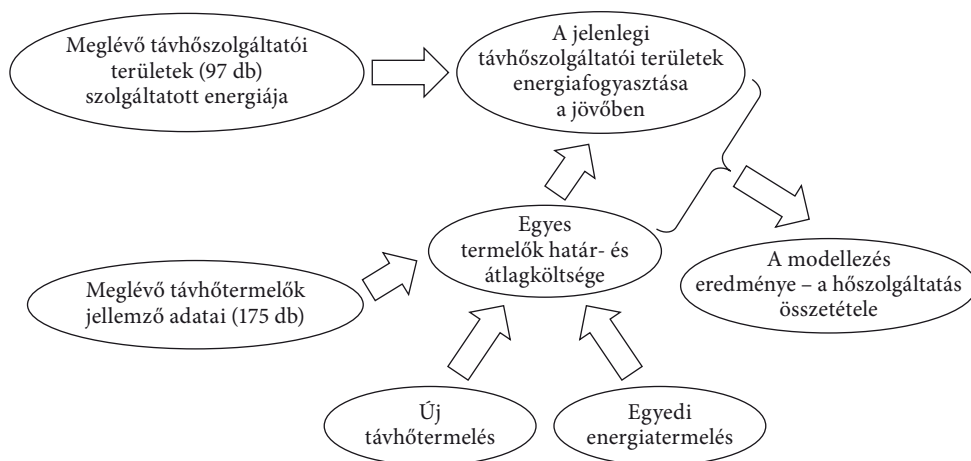 Meglévő távhőszolgáltatói
területek (97 db)
szolgáltatott energiája
A jelenlegi
távhőszolgáltatói területek
energiafogyasztása
a jövőben
Egyes
termelők határ- és
átlagköltsége
Meglévő távhőtermelők
jellemző adatai (175 db)
A modellezés
eredménye – a hőszolgáltatás
összetétele
Új
távhőtermelés
Egyedi
energiatermelés